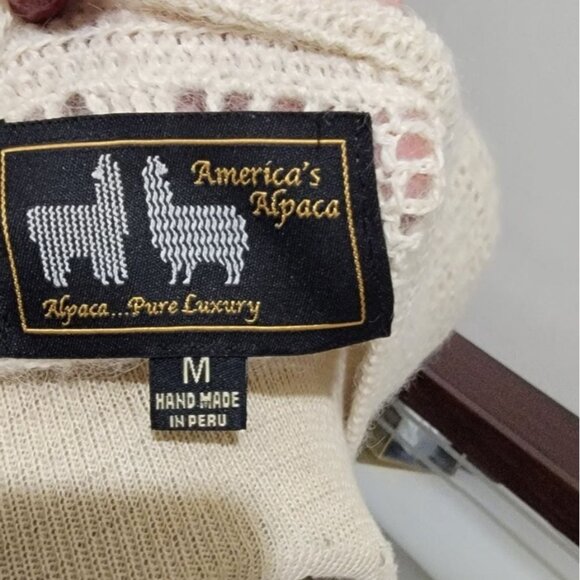 America's
Alpaca
Alpaca...Pure Luxury
M
HAND MADE
IN PERU